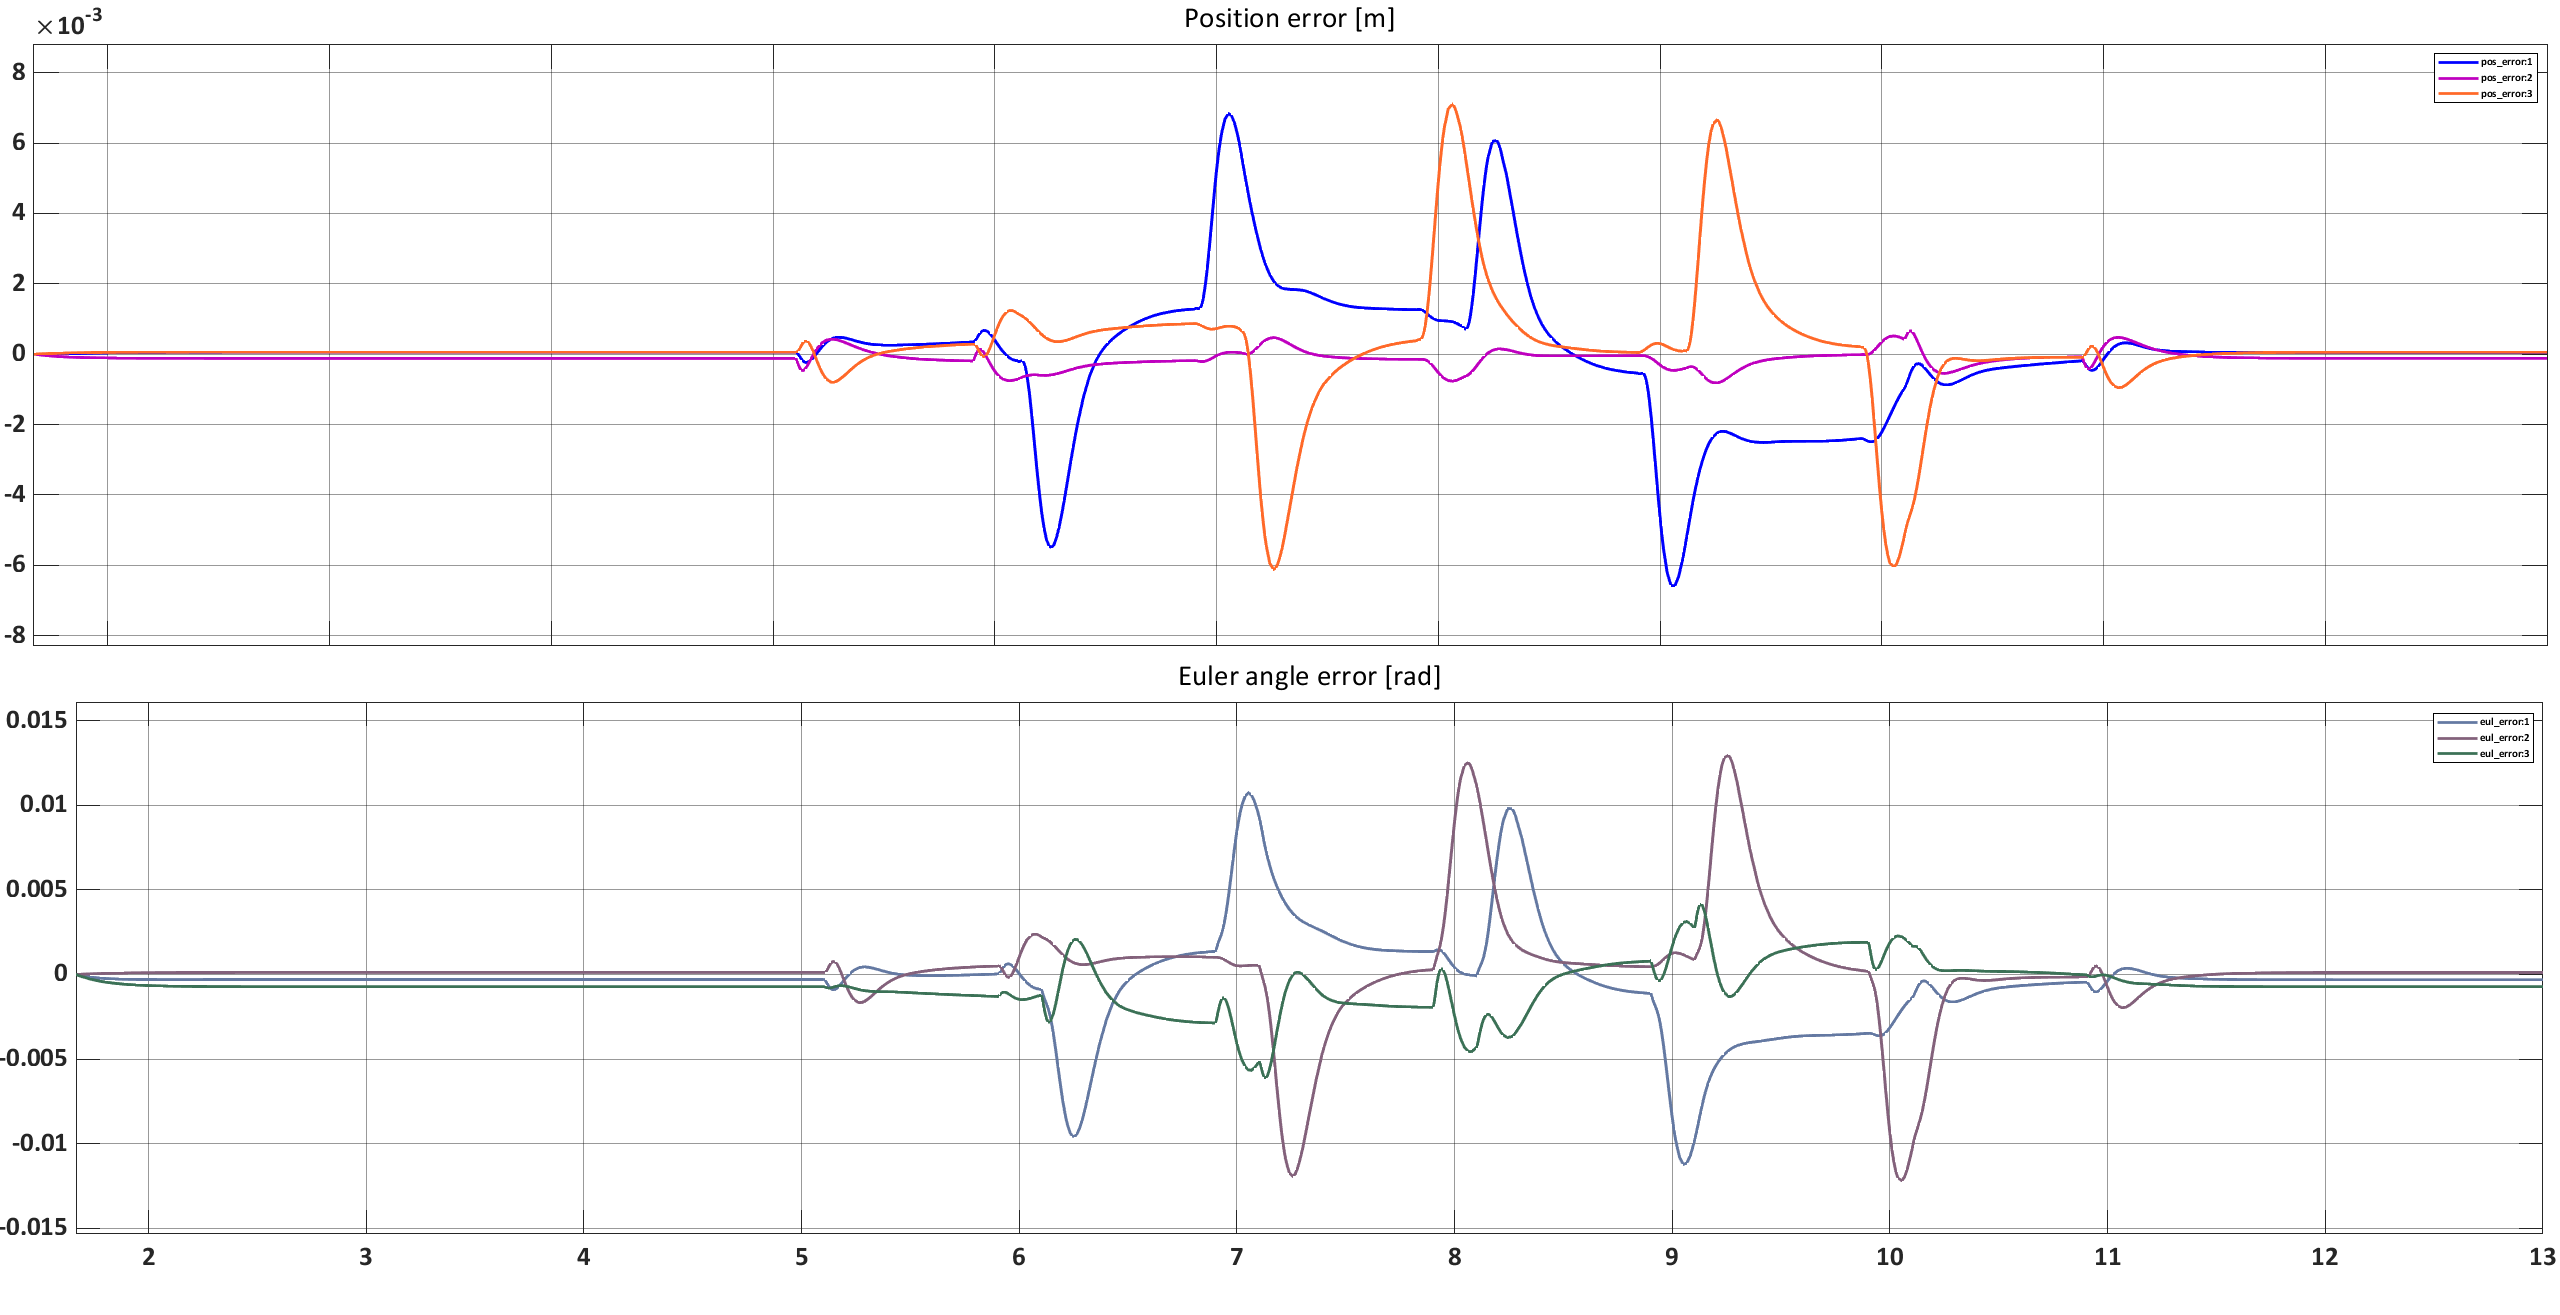 Position error [m]
×10-3
8
6
4
2
0
-2
-4
-6
-8
pos_error:1
pos_error:2
pos_error:3
Euler angle error [rad]
0.015
0.01
0.005
0
-0.005
-0.01
-0.015
eul_error:1
eul_error:2
eul_error:3
2 3 4 5 6 7 8 9 10 11 12 13